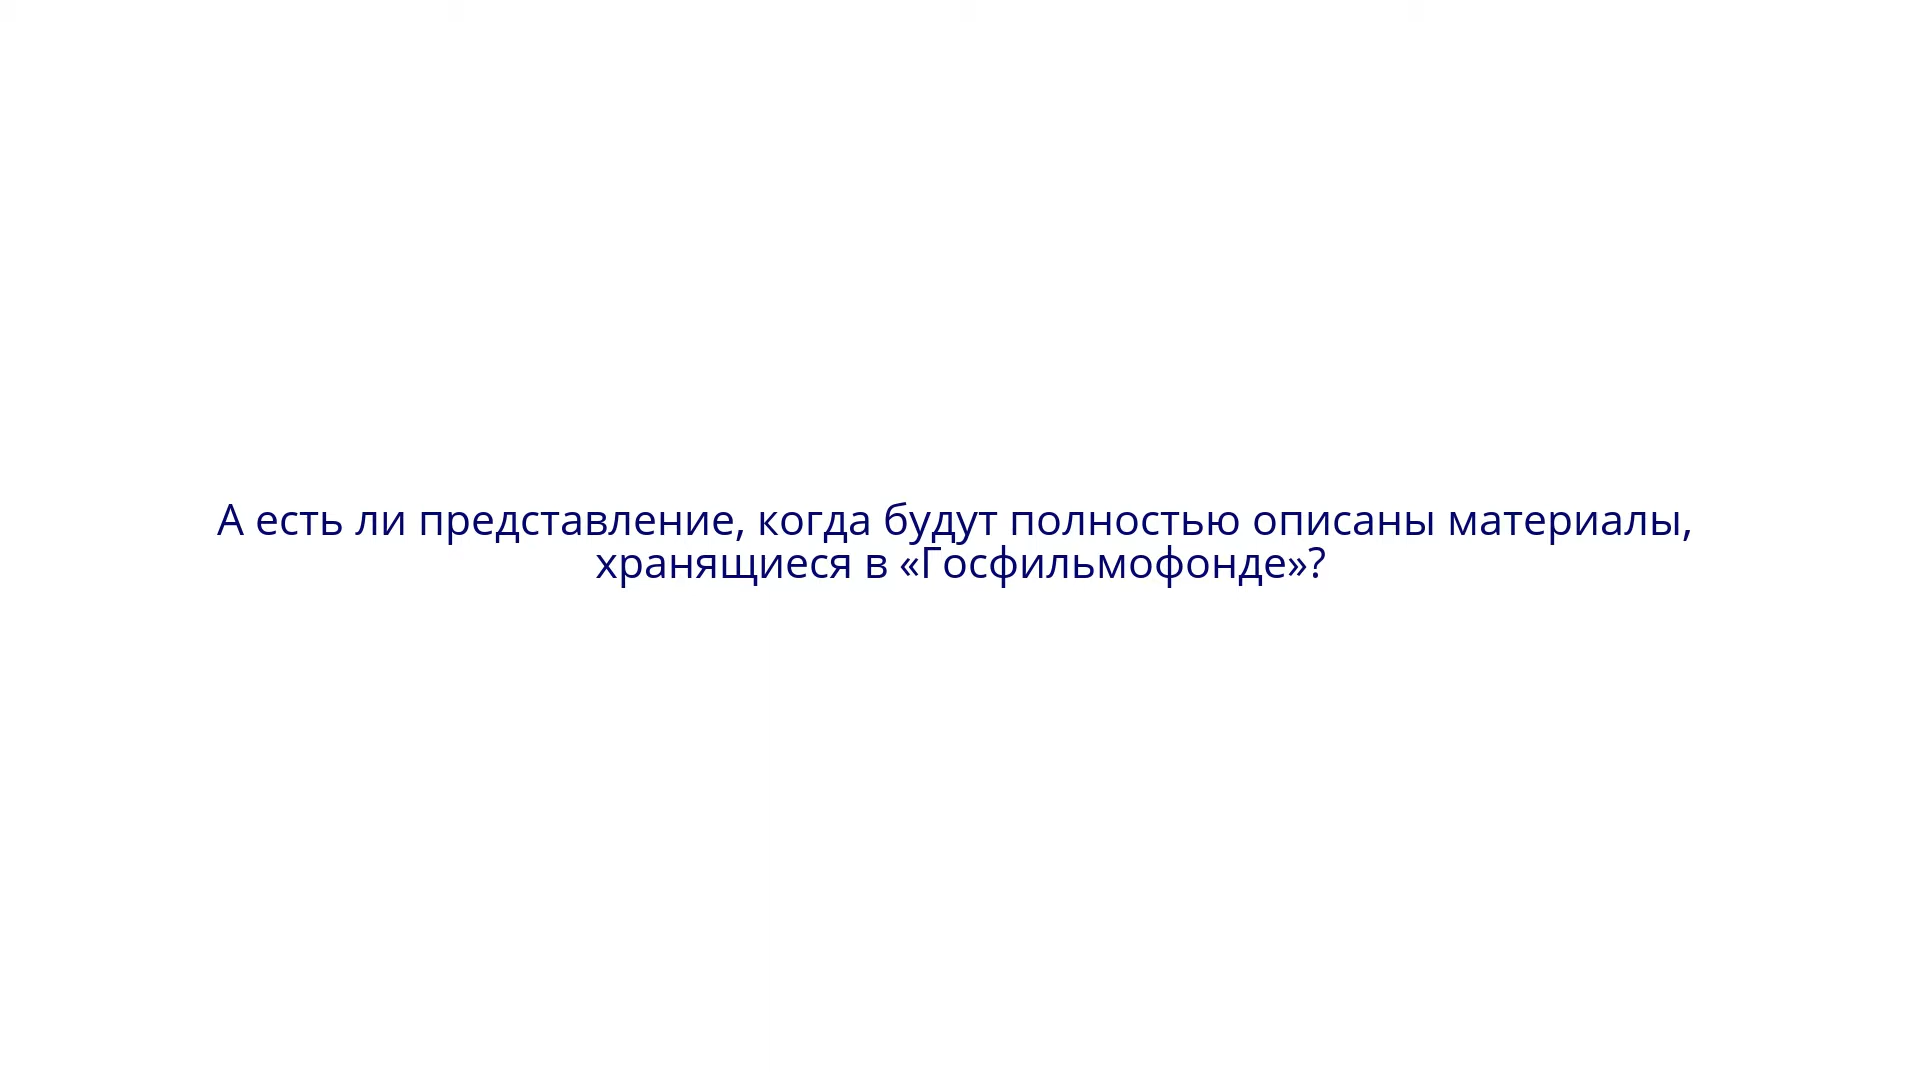 А есть ли представление, когда будут полностью описаны материалы,
хранящиеся в «Госфильмофонде»?